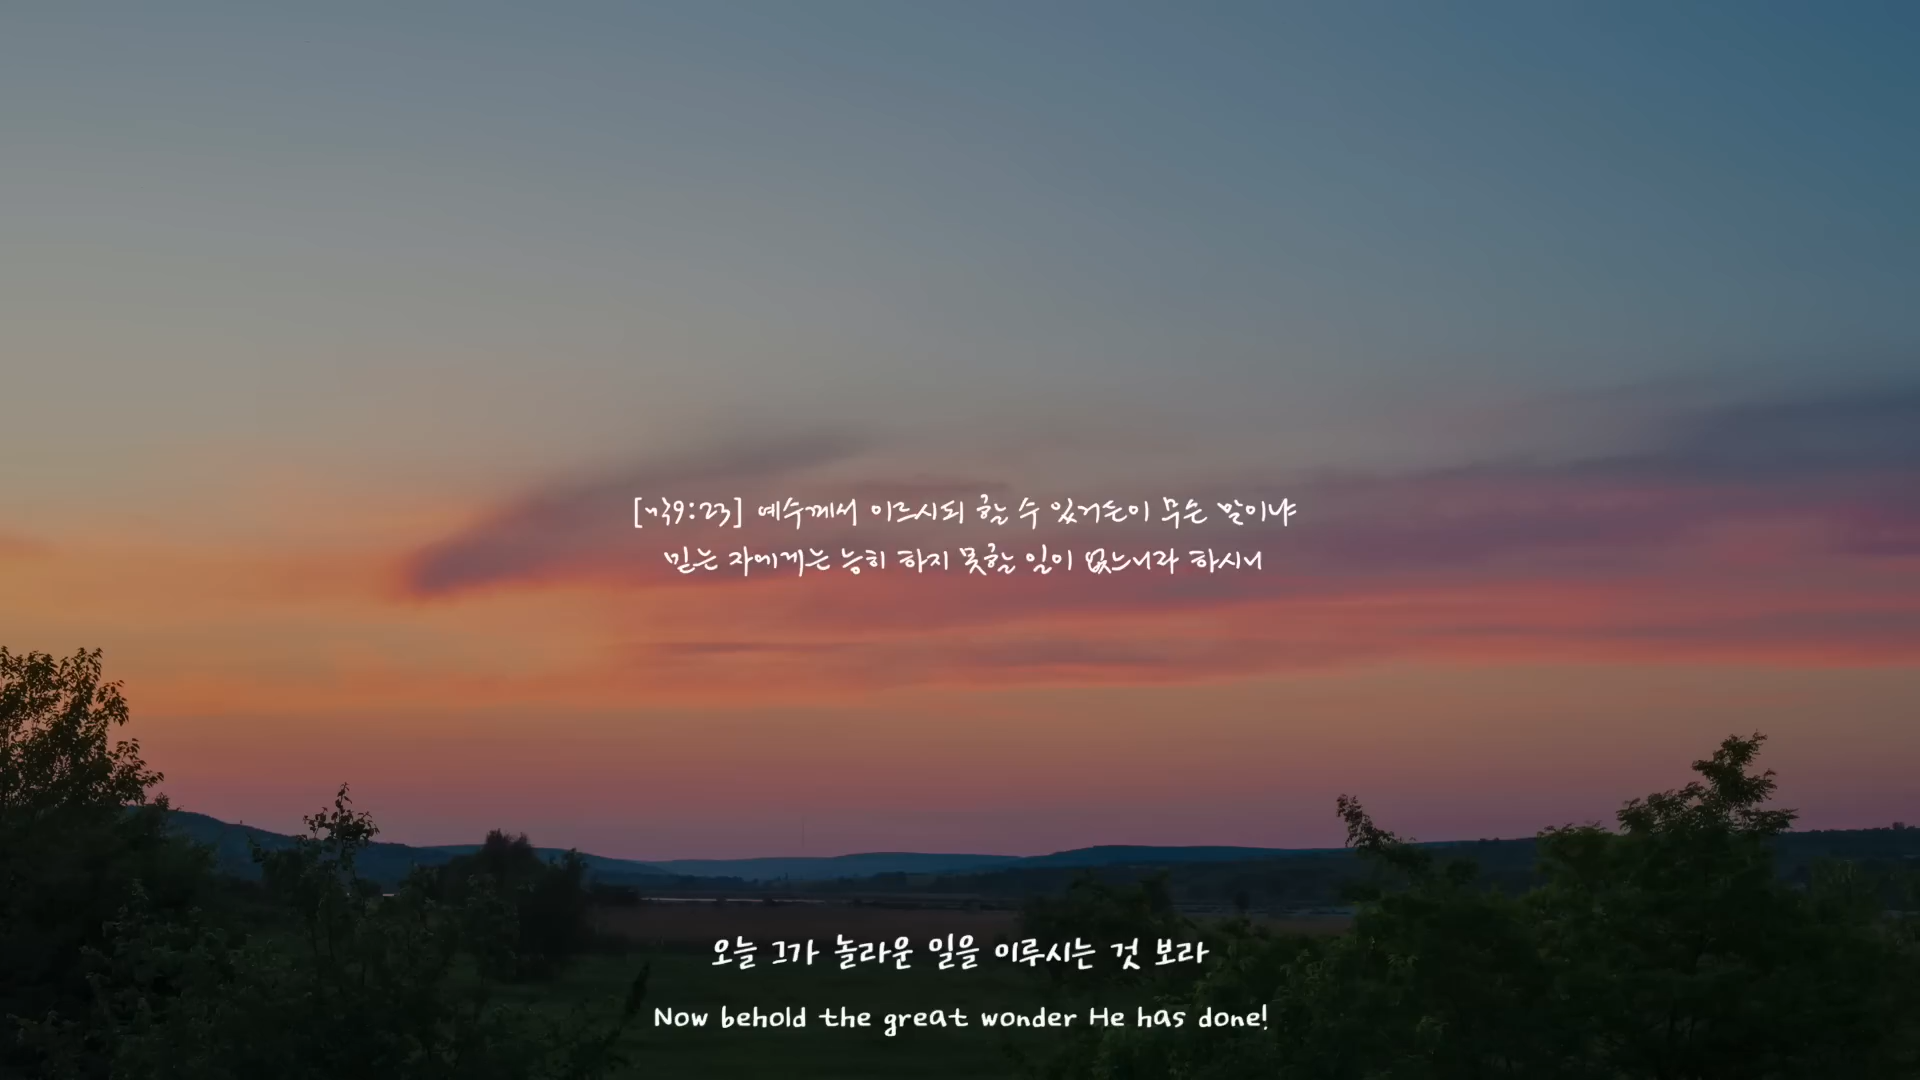 [막9:23] 예수께서 이르시되 할 수 있거든이 무슨 말이냐
믿는 자에게는 능히 하지 못할 일이 없느니라 하시니
오늘 그가 놀라운 일을 이루시는 것 보라
Now behold the great wonder He has done!